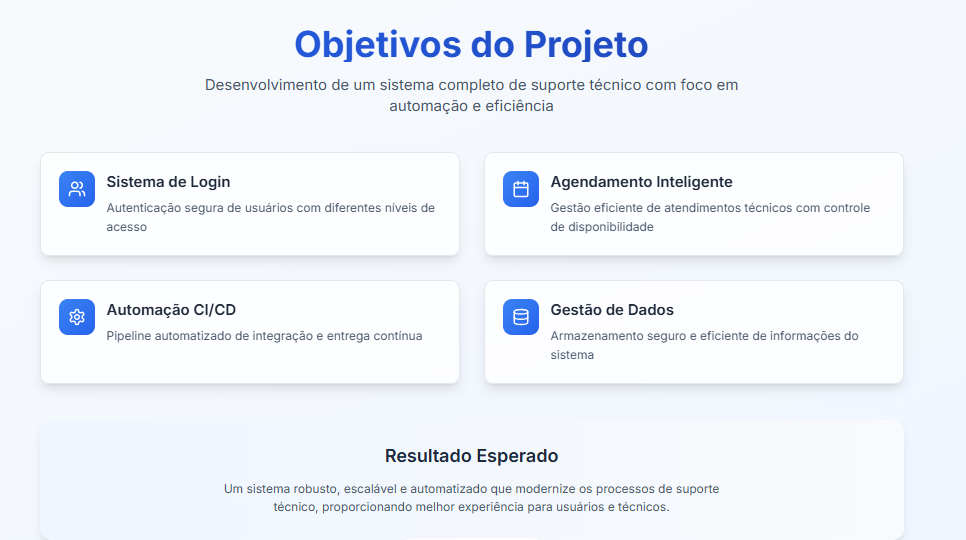 Objetivos do Projeto
Desenvolvimento de um sistema completo de suporte técnico com foco em
automação e eficiência
Sistema de Login
Autenticação segura de usuários com diferentes níveis de
acesso
Agendamento Inteligente
Gestão eficiente de atendimentos técnicos com controle
de disponibilidade
Automação CI/CD
Pipeline automatizado de integração e entrega contínua
Gestão de Dados
Armazenamento seguro e eficiente de informações do
sistema
Resultado Esperado
Um sistema robusto, escalável e automatizado que modernize os processos de suporte
técnico, proporcionando melhor experiência para usuários e técnicos.